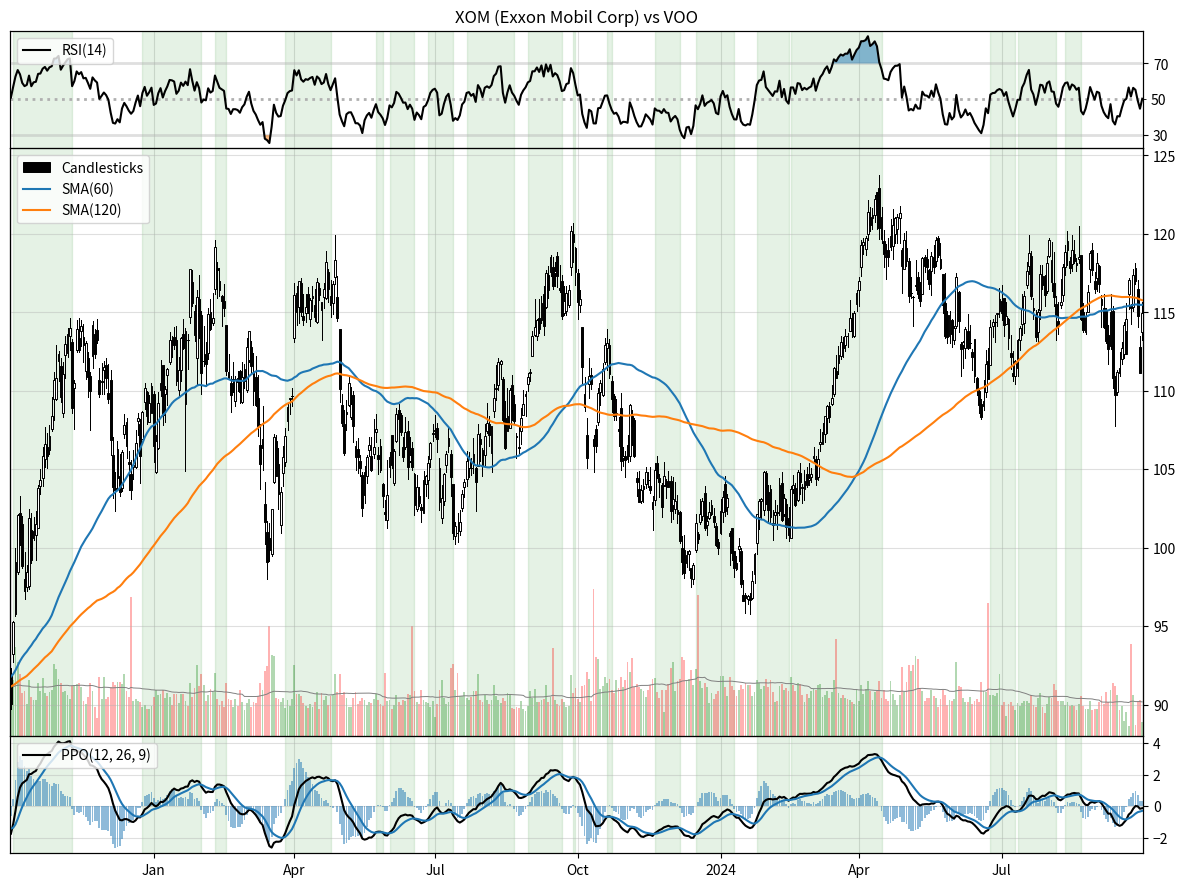 XOM (Exxon Mobil Corp) vs VOO
RSI(14)
70
50
30
Candlesticks
SMA(60)
SMA(120)
125
120
115
110
105
100
95
90
PPO(12, 26, 9)
4
2
0
−2
Jan
Apr
Jul
Oct
2024
Apr
Jul